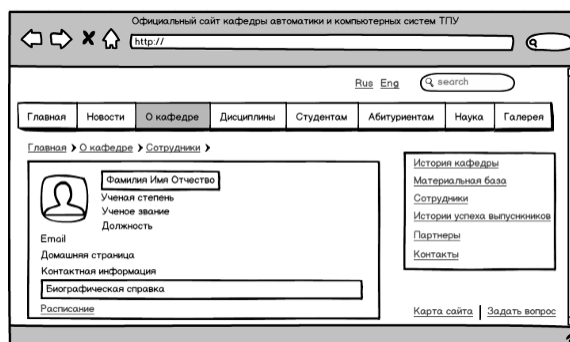 Официальный сайт кафедры автоматики и компьютерных систем ТПУ
http://
Rus Eng search
Главная Новости О кафедре Дисциплины Студентам Абитуриентам Наука Галерея
Главная > О кафедре > Сотрудники >
Фамилия Имя Отчество
Ученая степень
Ученое звание
Должность
Email
Домашняя страница
Контактная информация
Биографическая справка
Расписание
История кафедры
Материальная база
Сотрудники
Истории успеха выпускнкников
Партнеры
Контакты
Карта сайта | Задать вопрос